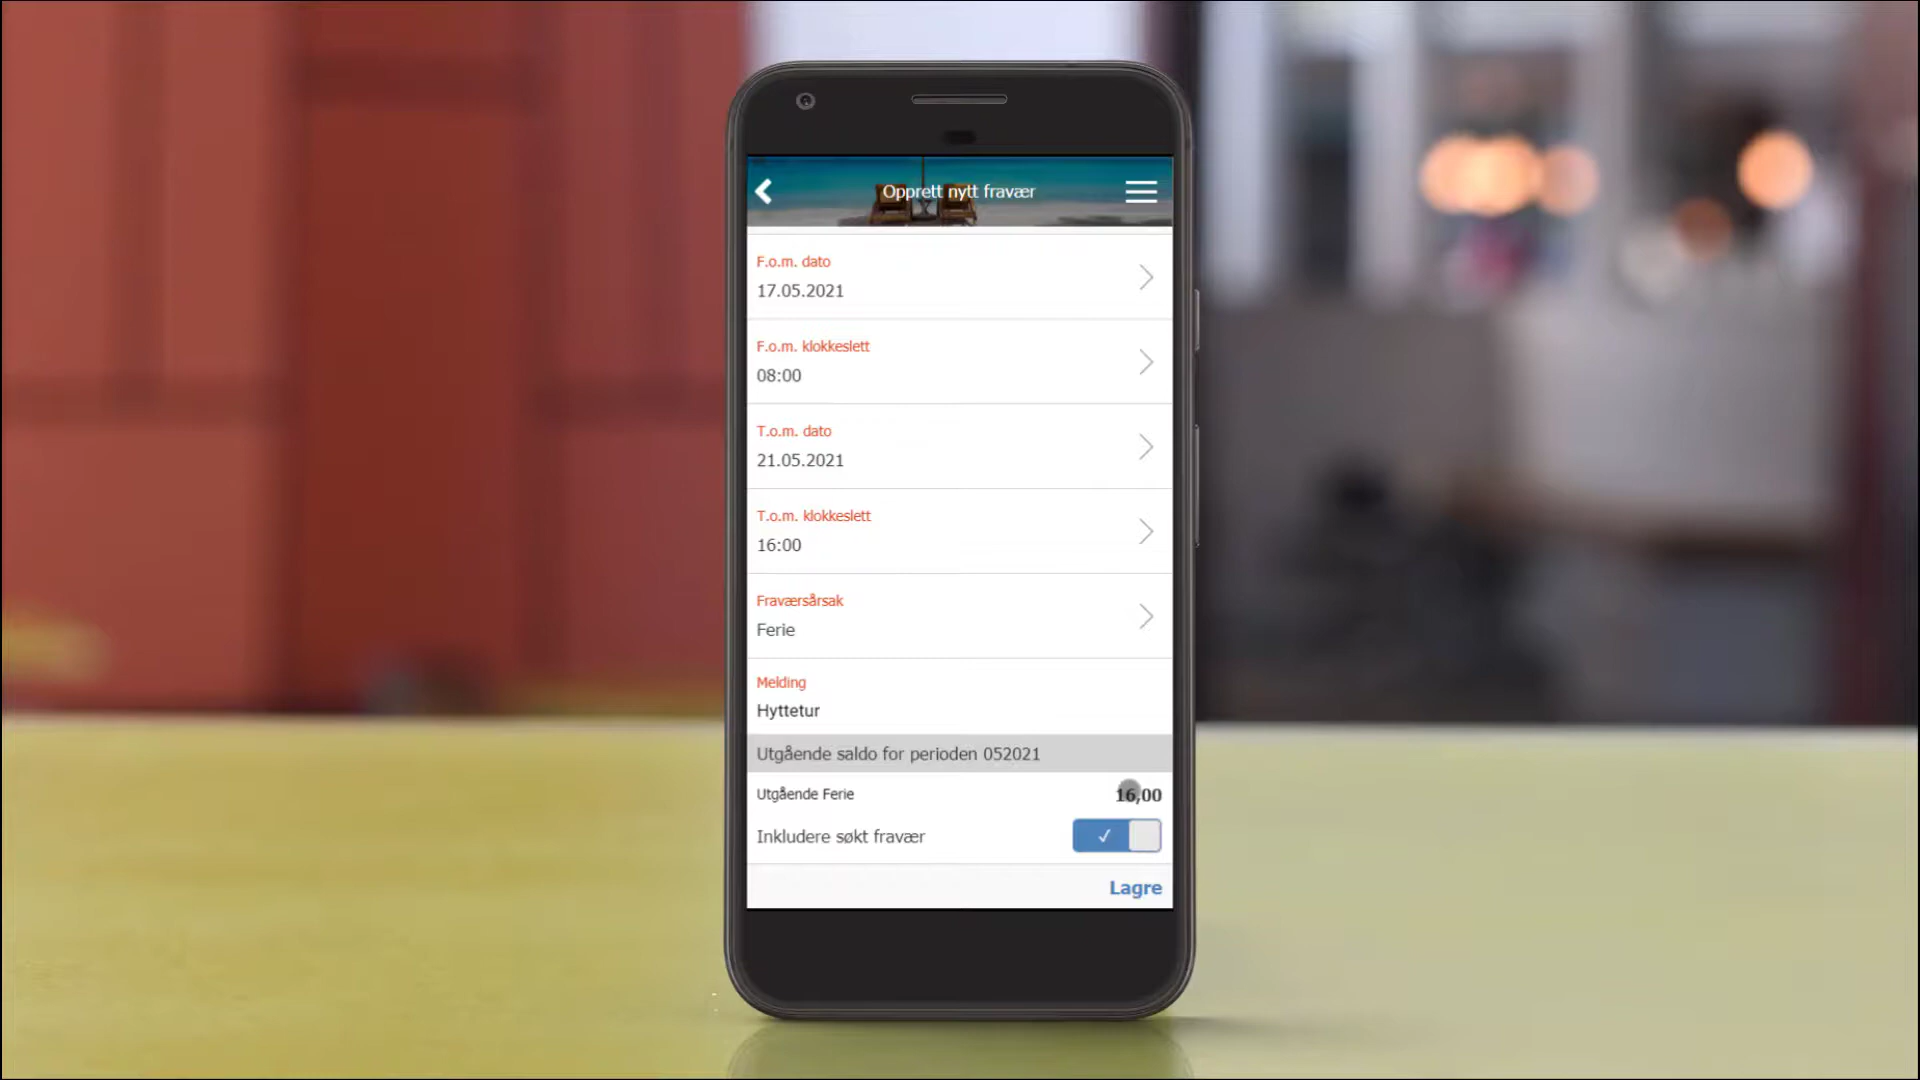 Opprett nytt fravær
F.o.m. dato
17.05.2021
F.o.m. klokkeslett
08:00
T.o.m. dato
21.05.2021
T.o.m. klokkeslett
16:00
Fraværsårsak
Ferie
Melding
Hyttetur
Utgående saldo for perioden 052021
Utgående Ferie 16,00
Inkludere søkt fravær
Lagre